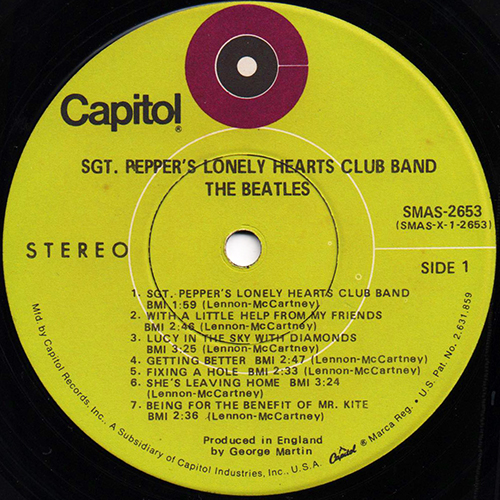 Capitol®
SGT. PEPPER'S LONELY HEARTS CLUB BAND
THE BEATLES
SMAS-2653
(SMAS-X-1-2653)
STEREO
SIDE 1
1. SGT. PEPPER'S LONELY HEARTS CLUB BAND
BMI 1:59 (Lennon-McCartney)
2. WITH A LITTLE HELP FROM MY FRIENDS
BMI 2:46 (Lennon-McCartney)
3. LUCY IN THE SKY WITH DIAMONDS
BMI 3:25 (Lennon-McCartney)
4. GETTING BETTER BMI 2:47 (Lennon-McCartney)
5. FIXING A HOLE BMI 2:33 (Lennon-McCartney)
6. SHE'S LEAVING HOME BMI 3:24
(Lennon-McCartney)
7. BEING FOR THE BENEFIT OF MR. KITE
BMI 2:36 (Lennon-McCartney)
Produced in England
by George Martin
Mfd. by Capitol Records, Inc., A Subsidiary of Capitol Industries, Inc., U.S.A. Capitol ® Marca Reg. • U.S. Pat. No. 2,631,859